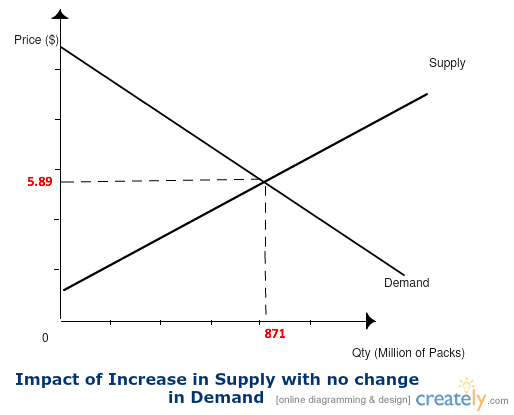 Price ($)
Supply
5.89
Demand
871
0
Qty (Million of Packs)
Impact of Increase in Supply with no change
in Demand
[online diagramming & design]
creately.com